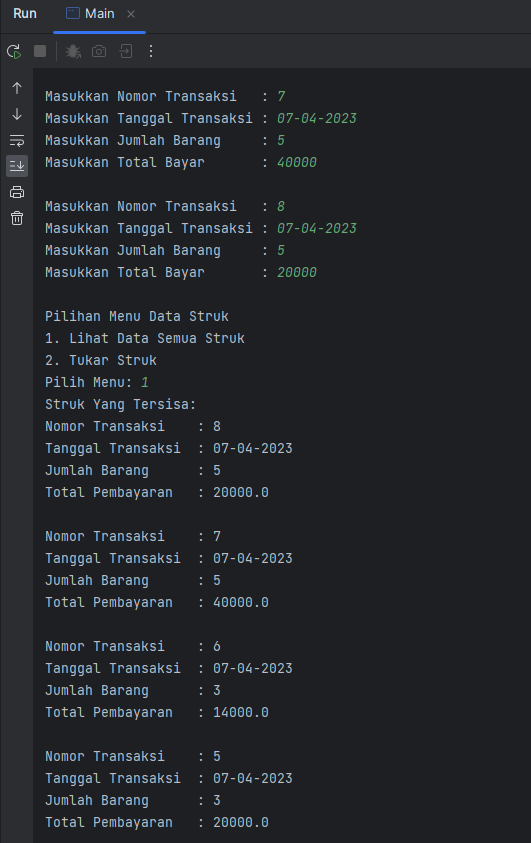 Run Main
Masukkan Nomor Transaksi   : 7
Masukkan Tanggal Transaksi : 07-04-2023
Masukkan Jumlah Barang     : 5
Masukkan Total Bayar       : 40000
Masukkan Nomor Transaksi   : 8
Masukkan Tanggal Transaksi : 07-04-2023
Masukkan Jumlah Barang     : 5
Masukkan Total Bayar       : 20000
Pilihan Menu Data Struk
1. Lihat Data Semua Struk
2. Tukar Struk
Pilih Menu: 1
Struk Yang Tersisa:
Nomor Transaksi    : 8
Tanggal Transaksi  : 07-04-2023
Jumlah Barang      : 5
Total Pembayaran   : 20000.0
Nomor Transaksi    : 7
Tanggal Transaksi  : 07-04-2023
Jumlah Barang      : 5
Total Pembayaran   : 40000.0
Nomor Transaksi    : 6
Tanggal Transaksi  : 07-04-2023
Jumlah Barang      : 3
Total Pembayaran   : 14000.0
Nomor Transaksi    : 5
Tanggal Transaksi  : 07-04-2023
Jumlah Barang      : 3
Total Pembayaran   : 20000.0